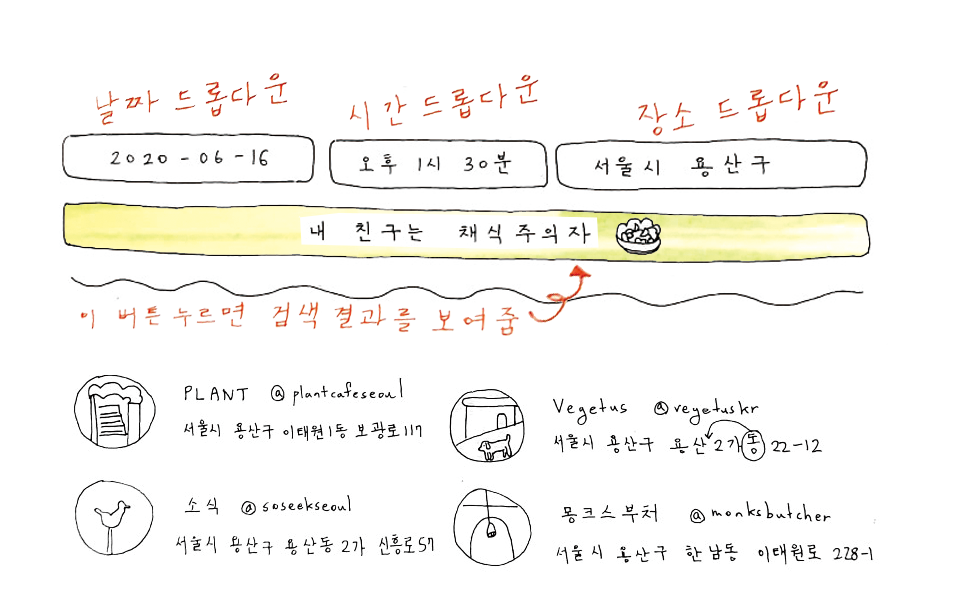 날짜 드롭다운
시간 드롭다운
장소 드롭다운
2020-06-16
오후 1시 30분
서울시 용산구
내 친구는 채식주의자
이 버튼 누르면 검색결과를 보여줌
PLANT @plantcafeseoul
서울시 용산구 이태원1동 보광로117
Vegetus @vegetuskr
서울시 용산구 용산2가동 22-12
소식 @soseekseoul
서울시 용산구 용산동2가 신흥로57
몽크스부처 @monksbutcher
서울시 용산구 한남동 이태원로 228-1